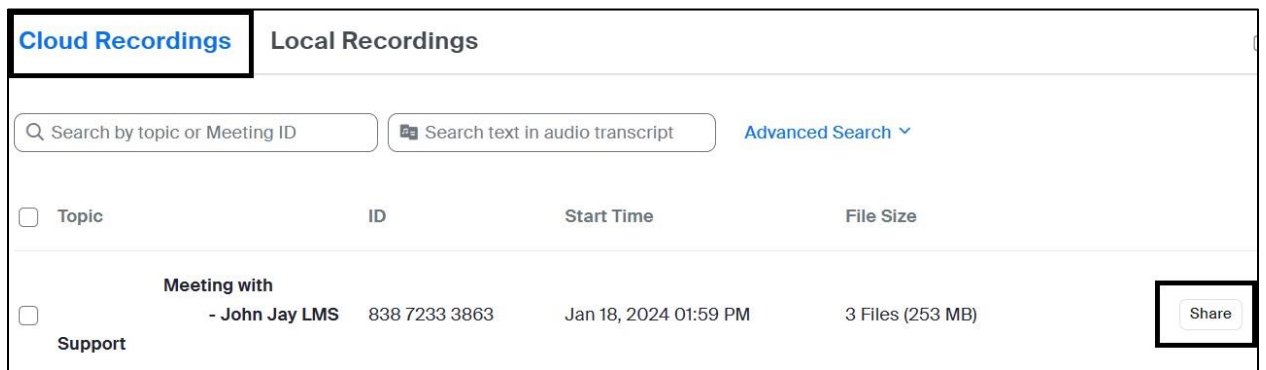 Cloud Recordings Local Recordings
Search by topic or Meeting ID Search text in audio transcript Advanced Search
Topic ID Start Time File Size
Meeting with
- John Jay LMS 838 7233 3863 Jan 18, 2024 01:59 PM 3 Files (253 MB) Share
Support